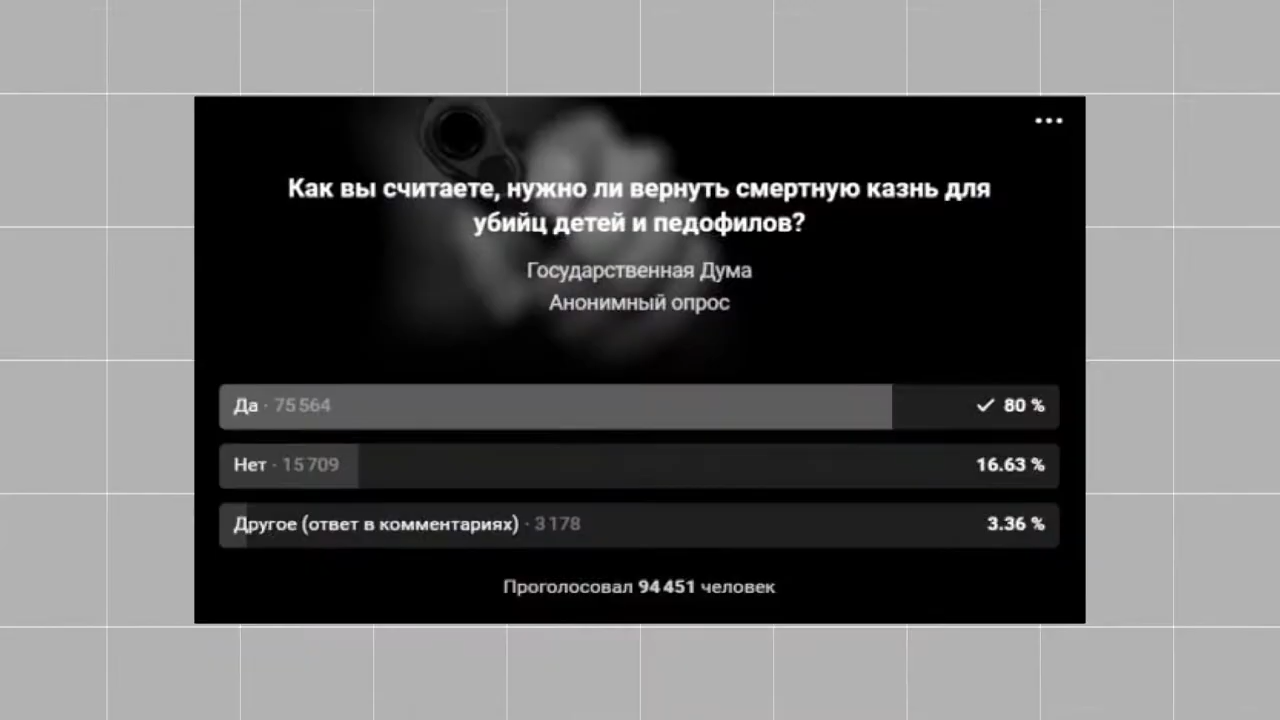 Как вы считаете, нужно ли вернуть смертную казнь для
убийц детей и педофилов?
Государственная Дума
Анонимный опрос
Да · 75 564 80 %
Нет · 15 709 16.63 %
Другое (ответ в комментариях) · 3 178 3.36 %
Проголосовал 94 451 человек